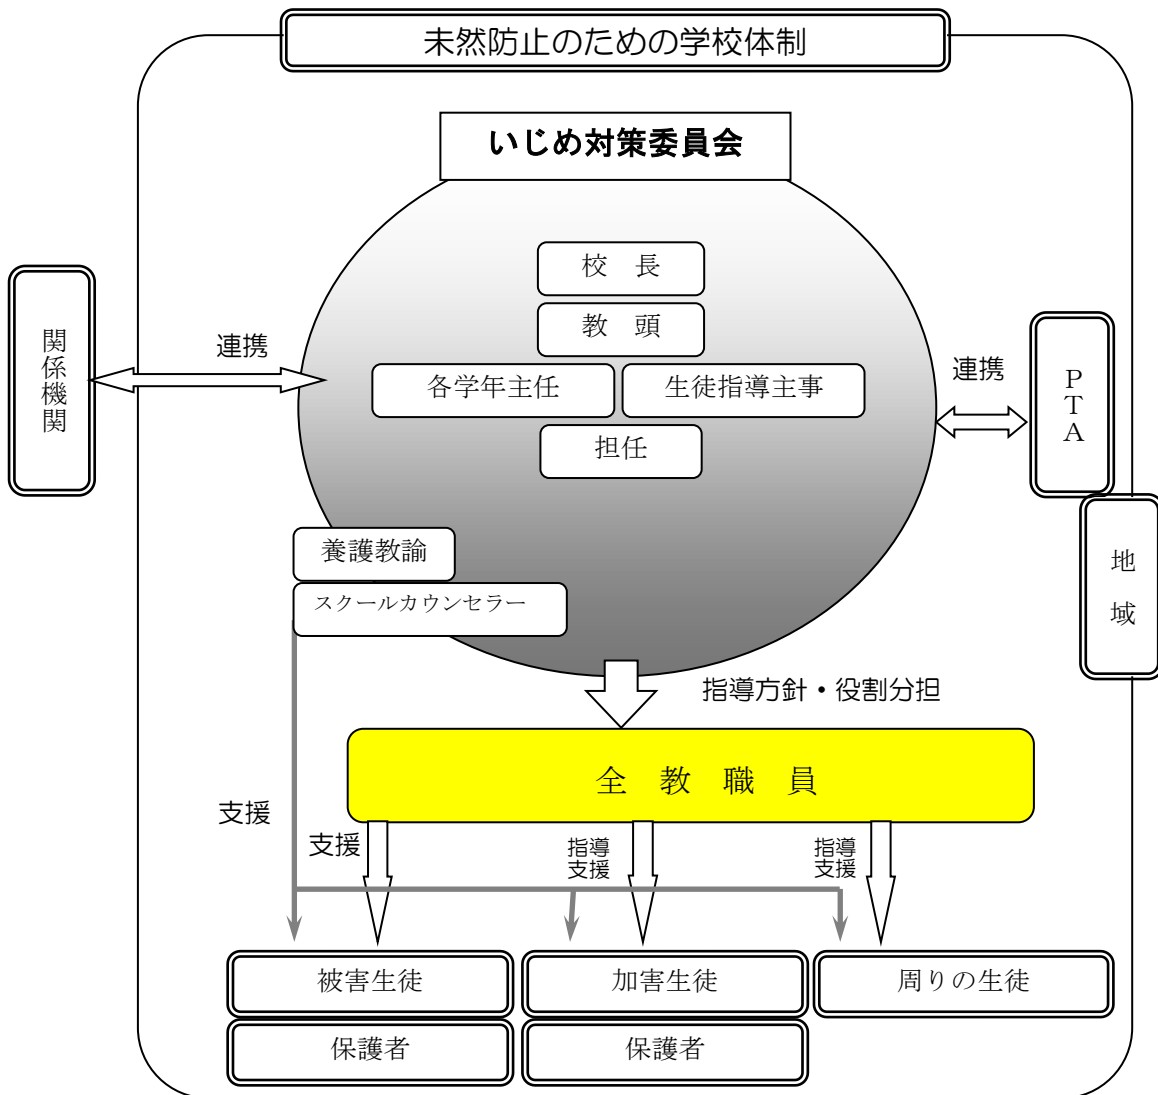 未然防止のための学校体制
いじめ対策委員会
校　長
教　頭
各学年主任
生徒指導主事
担任
養護教諭
スクールカウンセラー
関係機関
連携
連携
PTA
地域
指導方針・役割分担
全　教　職　員
支援
支援
指導
支援
指導
支援
被害生徒
加害生徒
周りの生徒
保護者
保護者